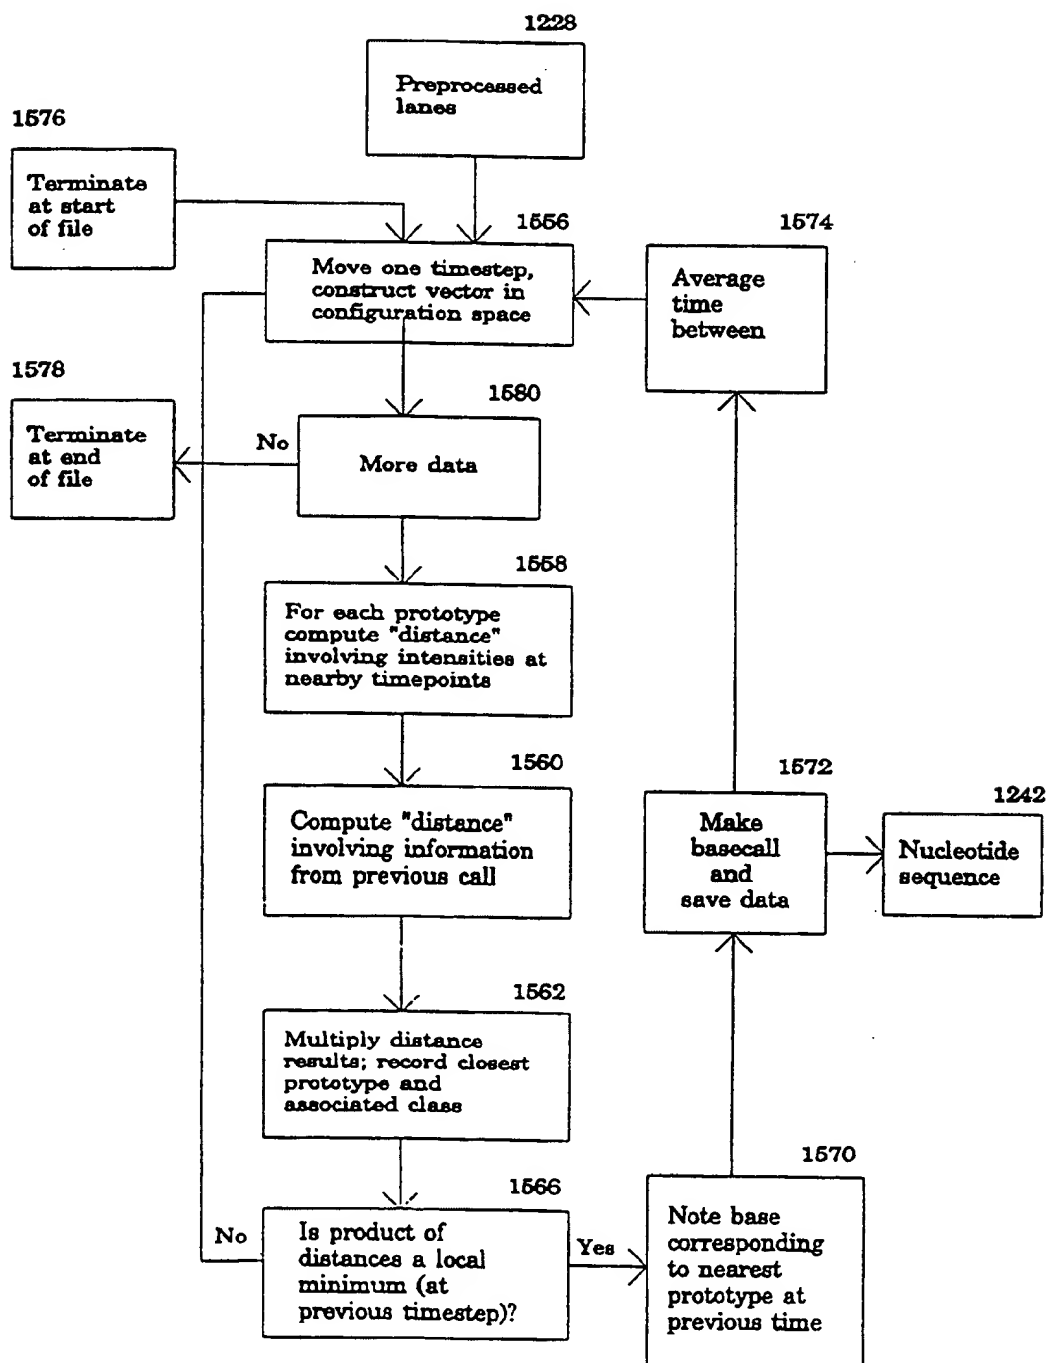 1228
Preprocessed
lanes
1576
Terminate
at start
of file
1556
Move one timestep,
construct vector in
configuration space
1574
Average
time
between
1578
Terminate
at end
of file
No
1580
More data
1558
For each prototype
compute "distance"
involving intensities at
nearby timepoints
1560
Compute "distance"
involving information
from previous call
1572
Make
basecall
and
save data
1242
Nucleotide
sequence
1562
Multiply distance
results; record closest
prototype and
associated class
1566
No
Is product of
distances a local
minimum (at
previous timestep)?
Yes
1570
Note base
corresponding
to nearest
prototype at
previous time